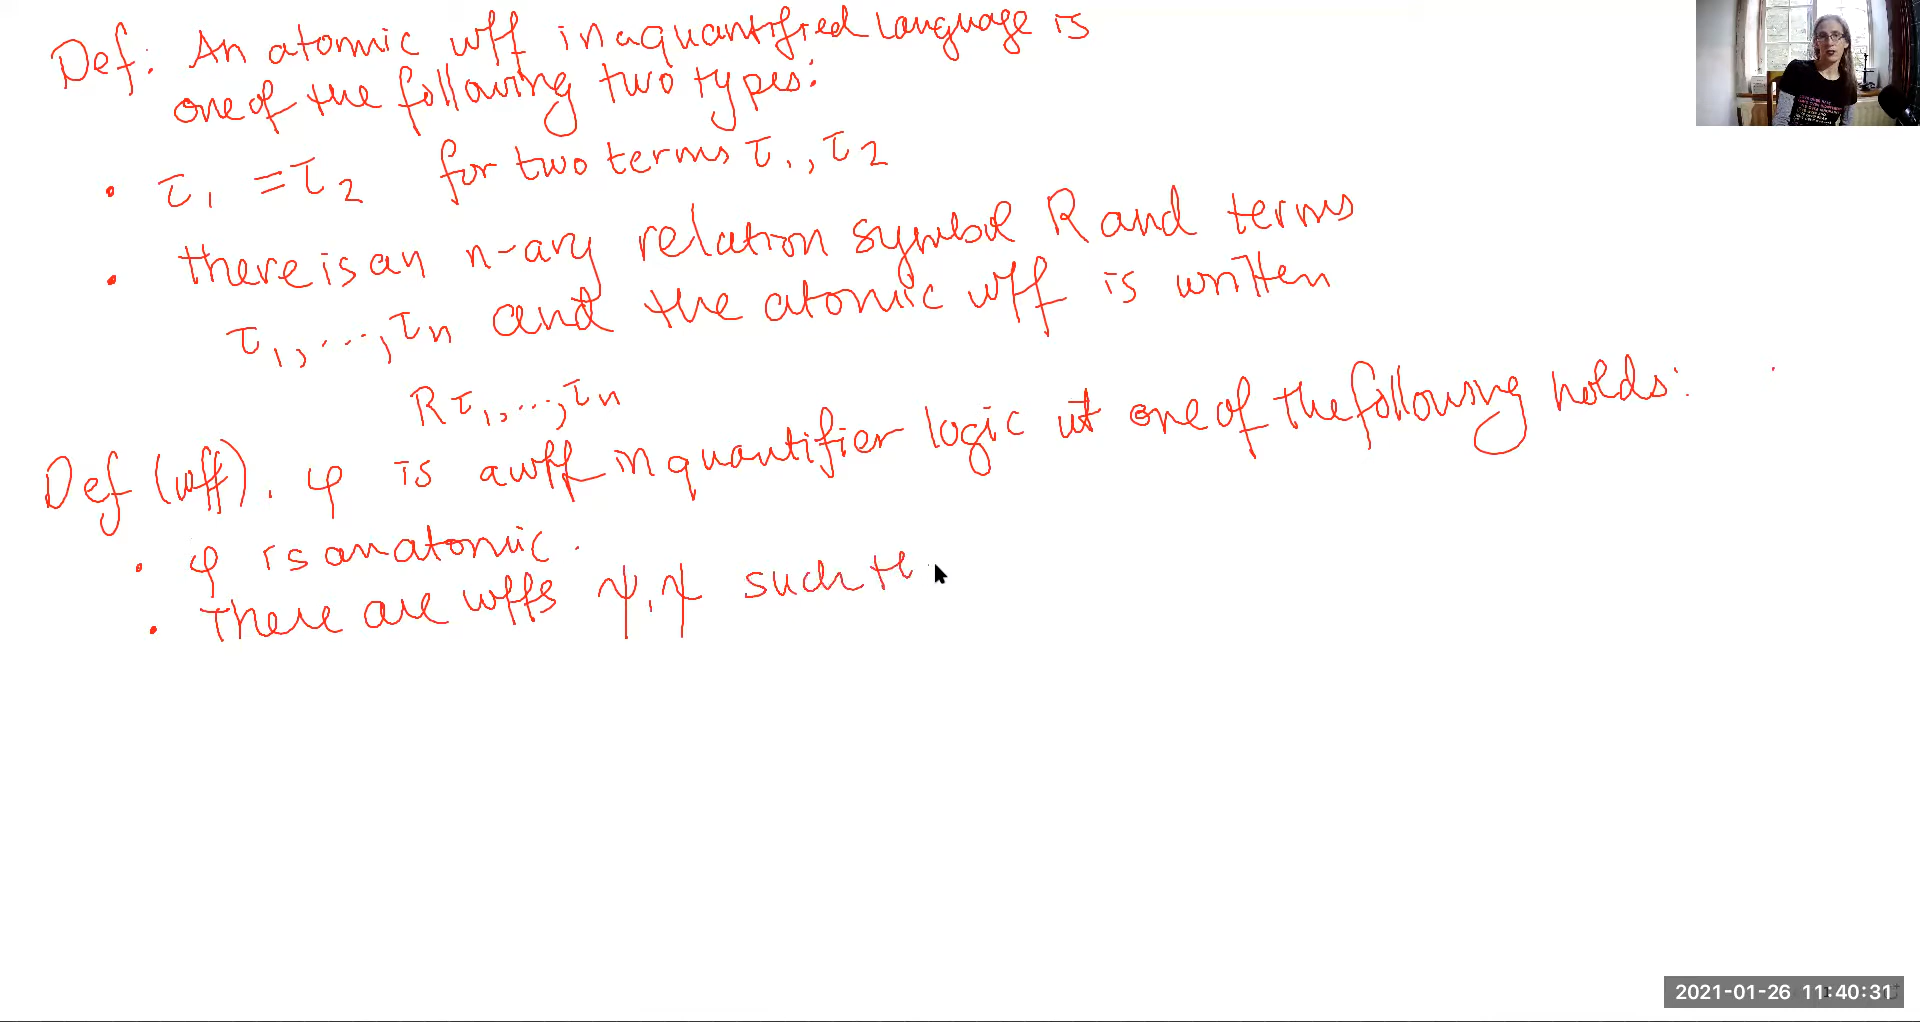 Def: An atomic wff in a quantified language is
one of the following two types:
• τ₁ = τ₂ for two terms τ₁, τ₂
• there is an n-ary relation symbol R and terms
τ₁, ..., τₙ and the atomic wff is written
Rτ₁, ..., τₙ
Def (wff). φ is a wff in quantifier logic at one of the following holds:
• φ is an atomic.
• There are wffs ψ, ψ such th
2021-01-26 11:40:31